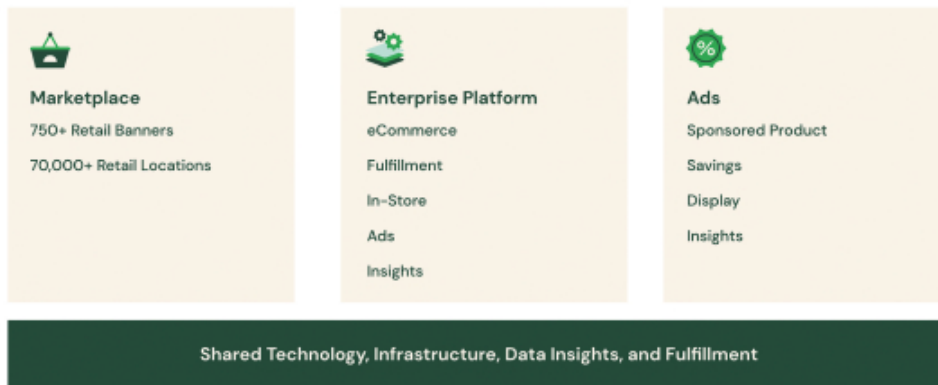 Marketplace
750+ Retail Banners
70,000+ Retail Locations
Enterprise Platform
eCommerce
Fulfillment
In-Store
Ads
Insights
%
Ads
Sponsored Product
Savings
Display
Insights
Shared Technology, Infrastructure, Data Insights, and Fulfillment